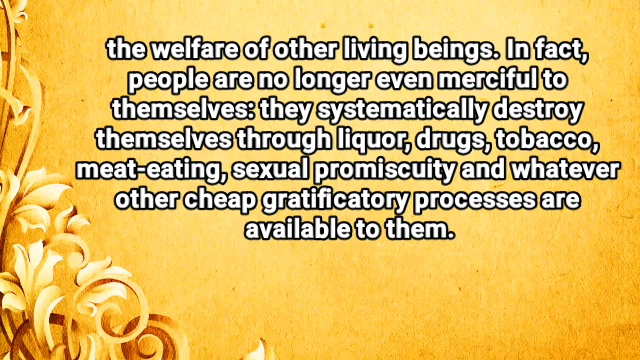 the welfare of other living beings. In fact,
people are no longer even merciful to
themselves: they systematically destroy
themselves through liquor, drugs, tobacco,
meat-eating, sexual promiscuity and whatever
other cheap gratificatory processes are
available to them.